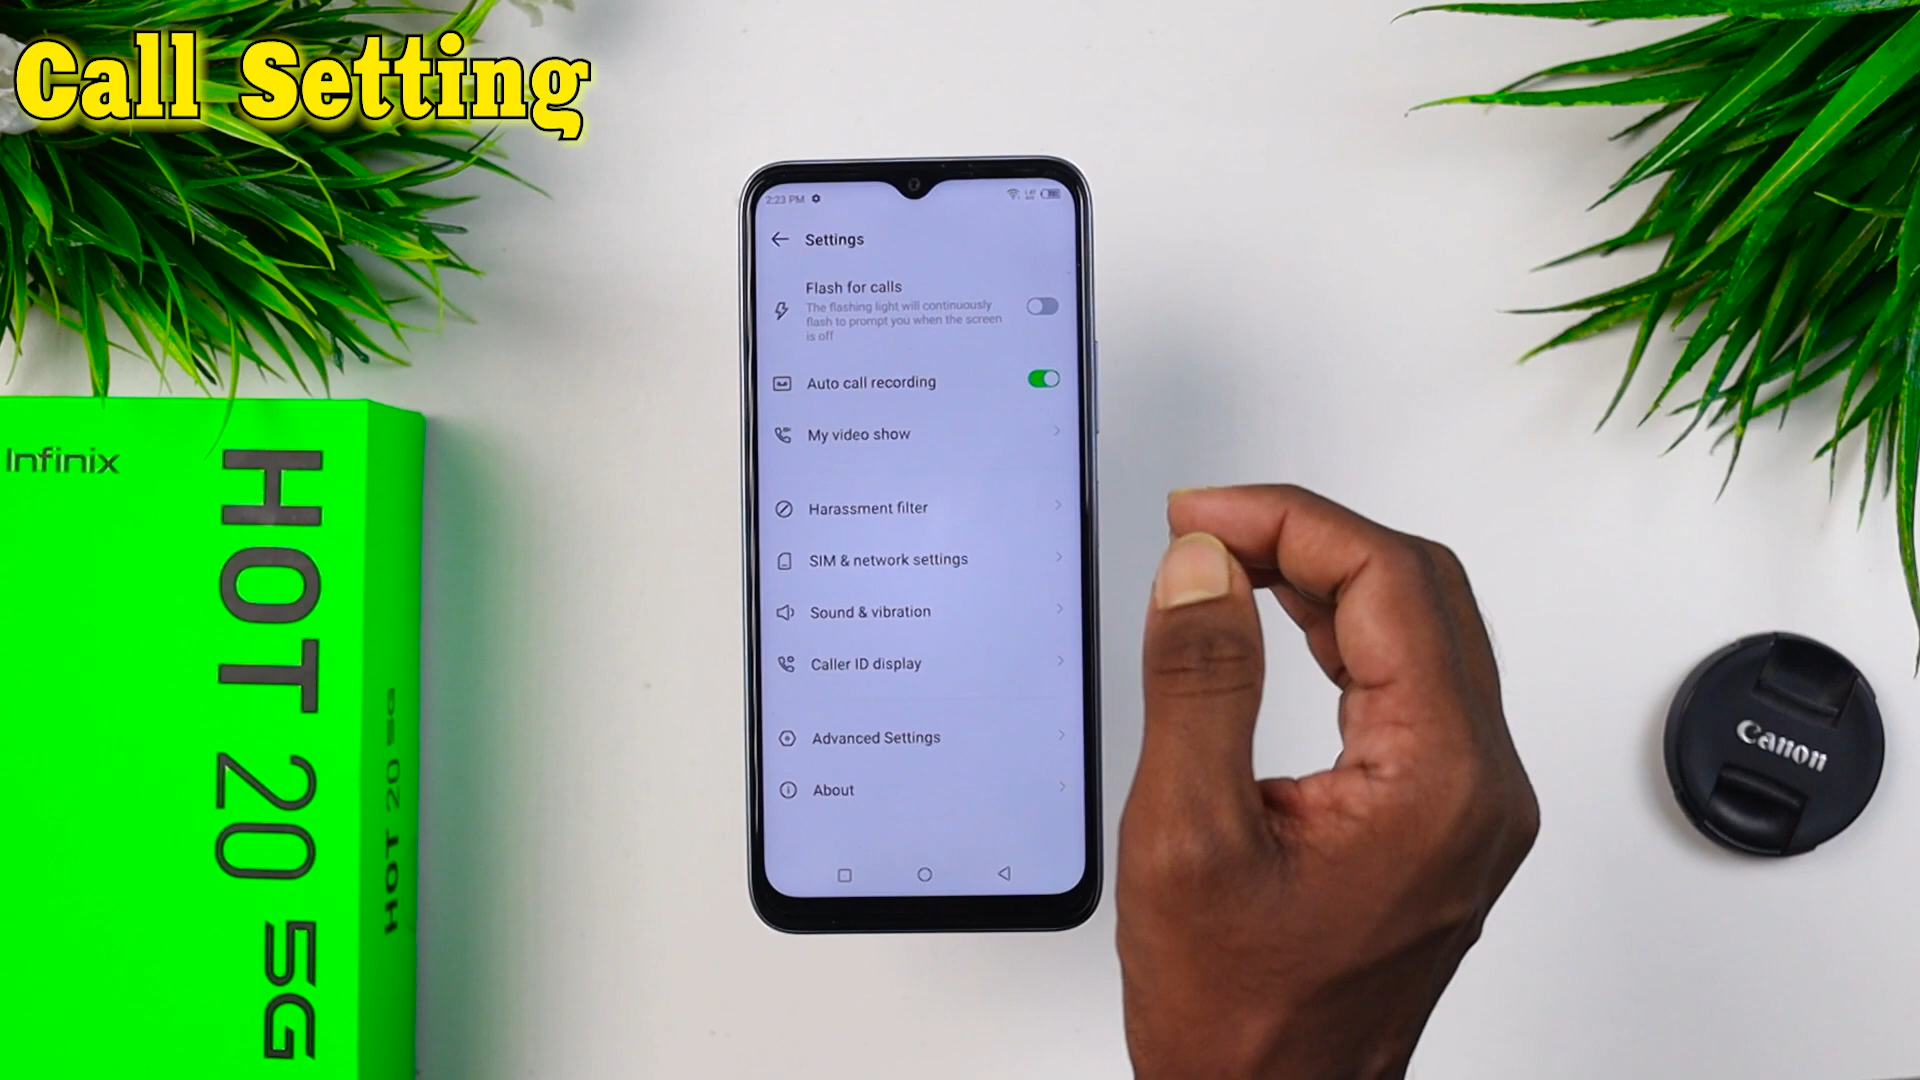 Call Setting
2:23 PM
Settings
Flash for calls
The flashing light will continuously
flash to prompt you when the screen
is off
Auto call recording
My video show
Harassment filter
SIM & network settings
Sound & vibration
Caller ID display
Advanced Settings
About
Infinix
HOT 20 5G
HOT 20 5G
Canon